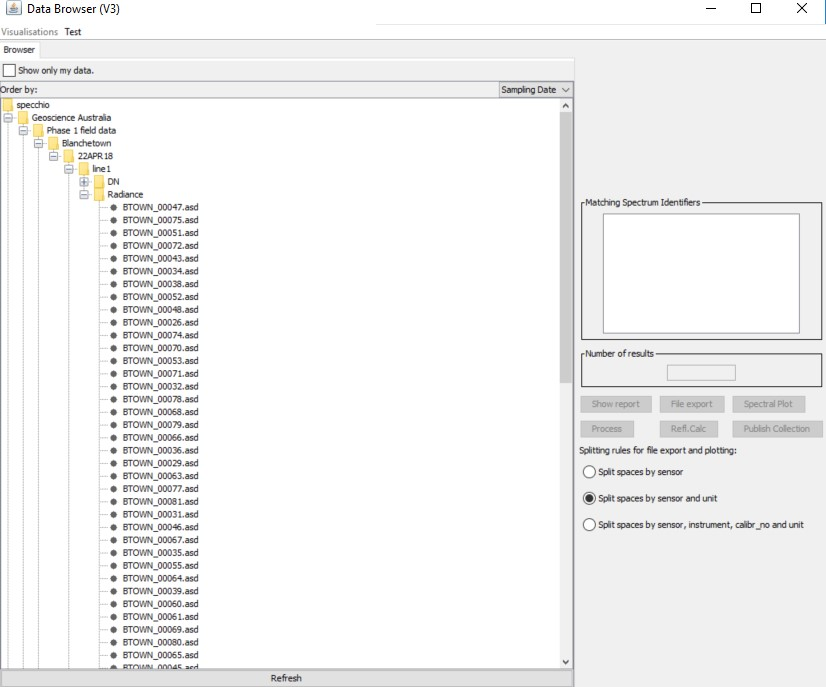 Data Browser (V3)
Visualisations Test
Browser
Show only my data.
Order by: Sampling Date
specchio
Geoscience Australia
Phase 1 field data
Blanchetown
22APR18
line1
DN
Radiance
BTOWN_00047.asd
BTOWN_00075.asd
BTOWN_00051.asd
BTOWN_00072.asd
BTOWN_00043.asd
BTOWN_00034.asd
BTOWN_00038.asd
BTOWN_00052.asd
BTOWN_00048.asd
BTOWN_00026.asd
BTOWN_00074.asd
BTOWN_00070.asd
BTOWN_00053.asd
BTOWN_00071.asd
BTOWN_00032.asd
BTOWN_00078.asd
BTOWN_00068.asd
BTOWN_00079.asd
BTOWN_00066.asd
BTOWN_00036.asd
BTOWN_00029.asd
BTOWN_00063.asd
BTOWN_00077.asd
BTOWN_00081.asd
BTOWN_00031.asd
BTOWN_00046.asd
BTOWN_00067.asd
BTOWN_00035.asd
BTOWN_00055.asd
BTOWN_00064.asd
BTOWN_00039.asd
BTOWN_00060.asd
BTOWN_00061.asd
BTOWN_00069.asd
BTOWN_00080.asd
BTOWN_00065.asd
BTOWN_00045.asd
Refresh
Matching Spectrum Identifiers
Number of results
Show report File export Spectral Plot
Process Refl.Calc Publish Collection
Splitting rules for file export and plotting:
Split spaces by sensor
Split spaces by sensor and unit
Split spaces by sensor, instrument, calibr_no and unit